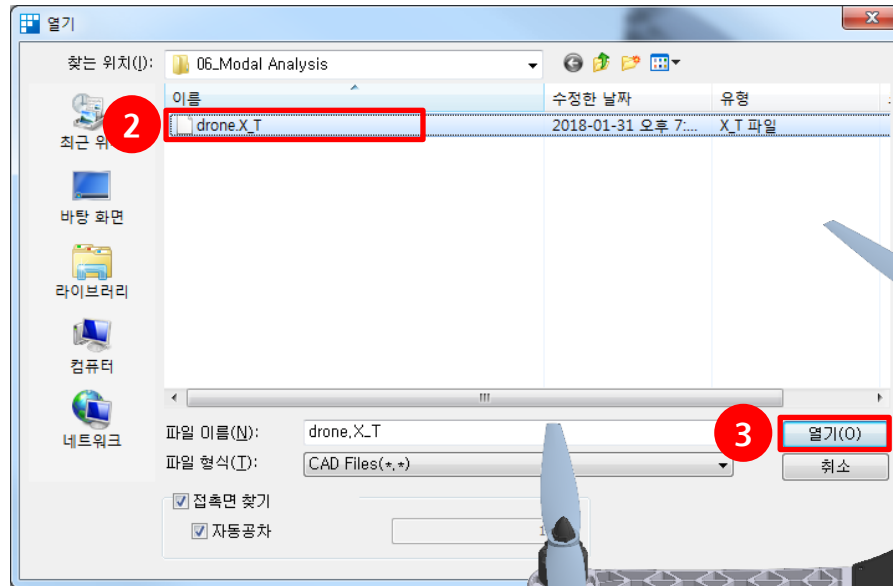 열기
찾는 위치(I):
06_Modal Analysis
이름
수정한 날짜
유형
2
drone.X_T
2018-01-31 오후 7:...
X_T 파일
최근 위
바탕 화면
라이브러리
컴퓨터
네트워크
파일 이름(N):
drone.X_T
3
열기(O)
파일 형식(T):
CAD Files(*.*)
취소
접촉면 찾기
자동공차
1